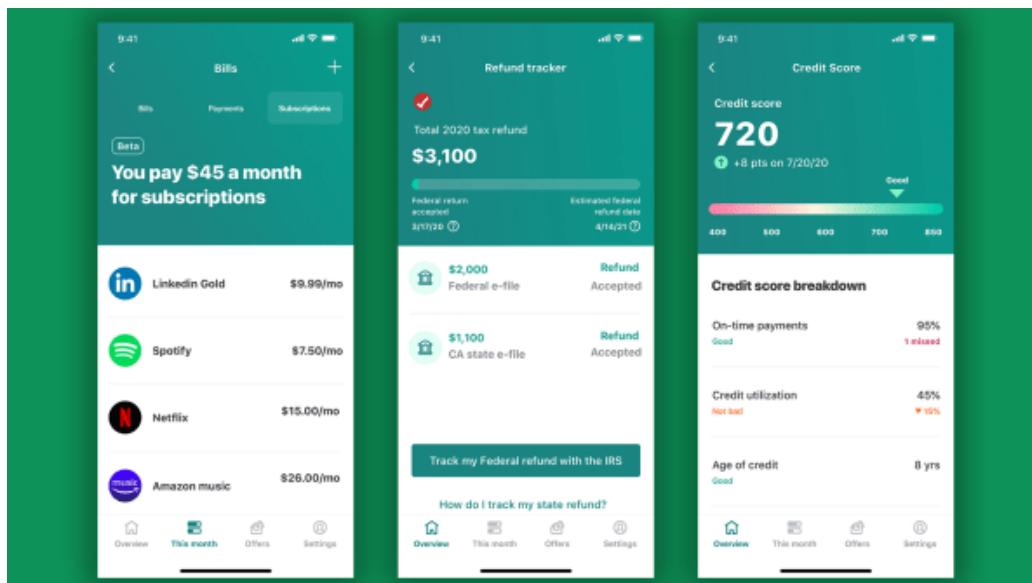 9:41
Bills
Bills Payments Subscriptions
Beta
You pay $45 a month
for subscriptions
in Linkedin Gold $9.99/mo
Spotify $7.50/mo
N Netflix $15.00/mo
music Amazon music $26.00/mo
Overview This month Offers Settings
9:41
Refund tracker
Total 2020 tax refund
$3,100
Federal return
accepted
3/17/20
Estimated federal
refund date
4/14/21
$2,000 Refund
Federal e-file Accepted
$1,100 Refund
CA state e-file Accepted
Track my Federal refund with the IRS
How do I track my state refund?
Overview This month Offers Settings
9:41
Credit Score
Credit score
720
+8 pts on 7/20/20
Good
400 500 600 700 850
Credit score breakdown
On-time payments 95%
Good 1 missed
Credit utilization 45%
Not bad ▼ 15%
Age of credit 8 yrs
Good
Overview This month Offers Settings